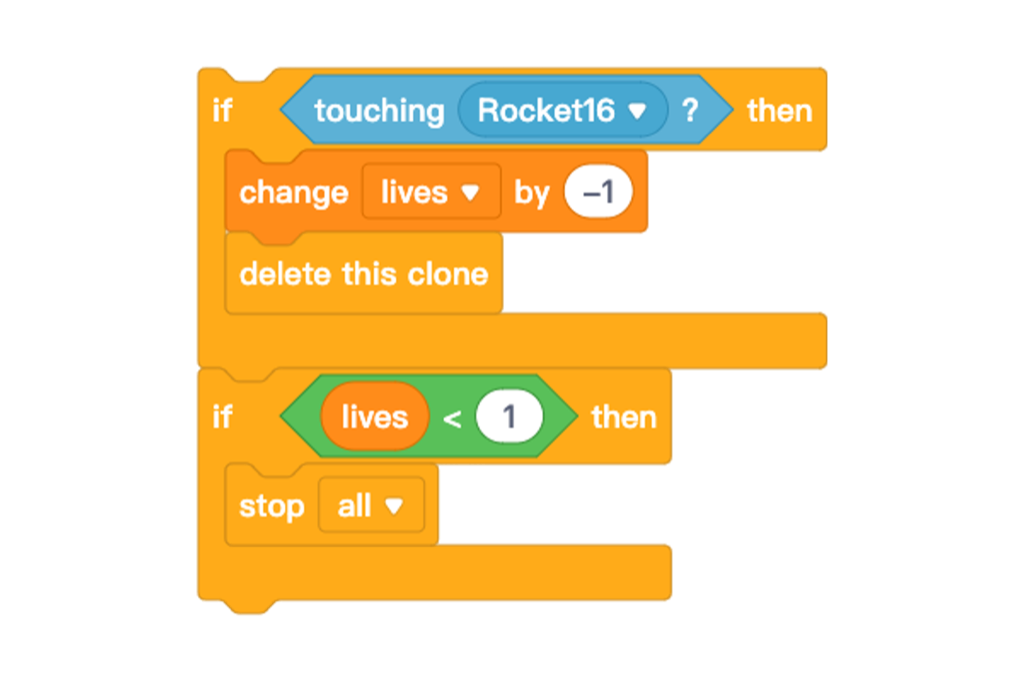 if touching Rocket16 ? then
change lives by –1
delete this clone
if lives < 1 then
stop all